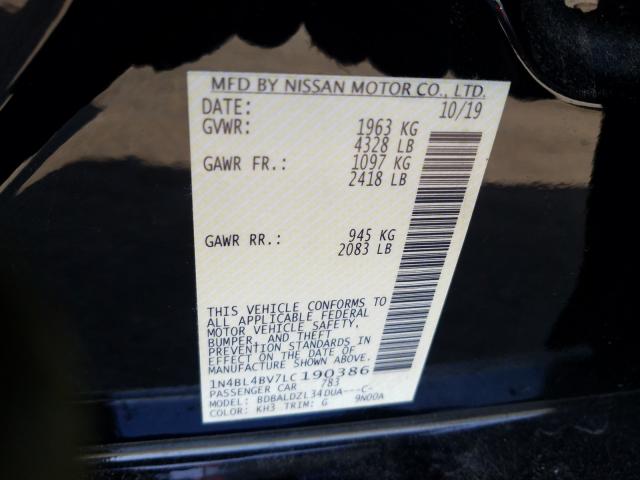 MFD BY NISSAN MOTOR CO., LTD.
DATE: 10/19
GVWR: 1963 KG
4328 LB
GAWR FR.: 1097 KG
2418 LB
GAWR RR.: 945 KG
2083 LB
THIS VEHICLE CONFORMS TO
ALL APPLICABLE FEDERAL
MOTOR VEHICLE SAFETY,
BUMPER, AND THEFT
PREVENTION STANDARDS IN
EFFECT ON THE DATE OF
MANUFACTURE SHOWN ABOVE.
1N4BL4BV7LC190386
PASSENGER CAR 783
MODEL: BDBALDZL34DUA---C-
COLOR: KH3 TRIM: G 9N00A